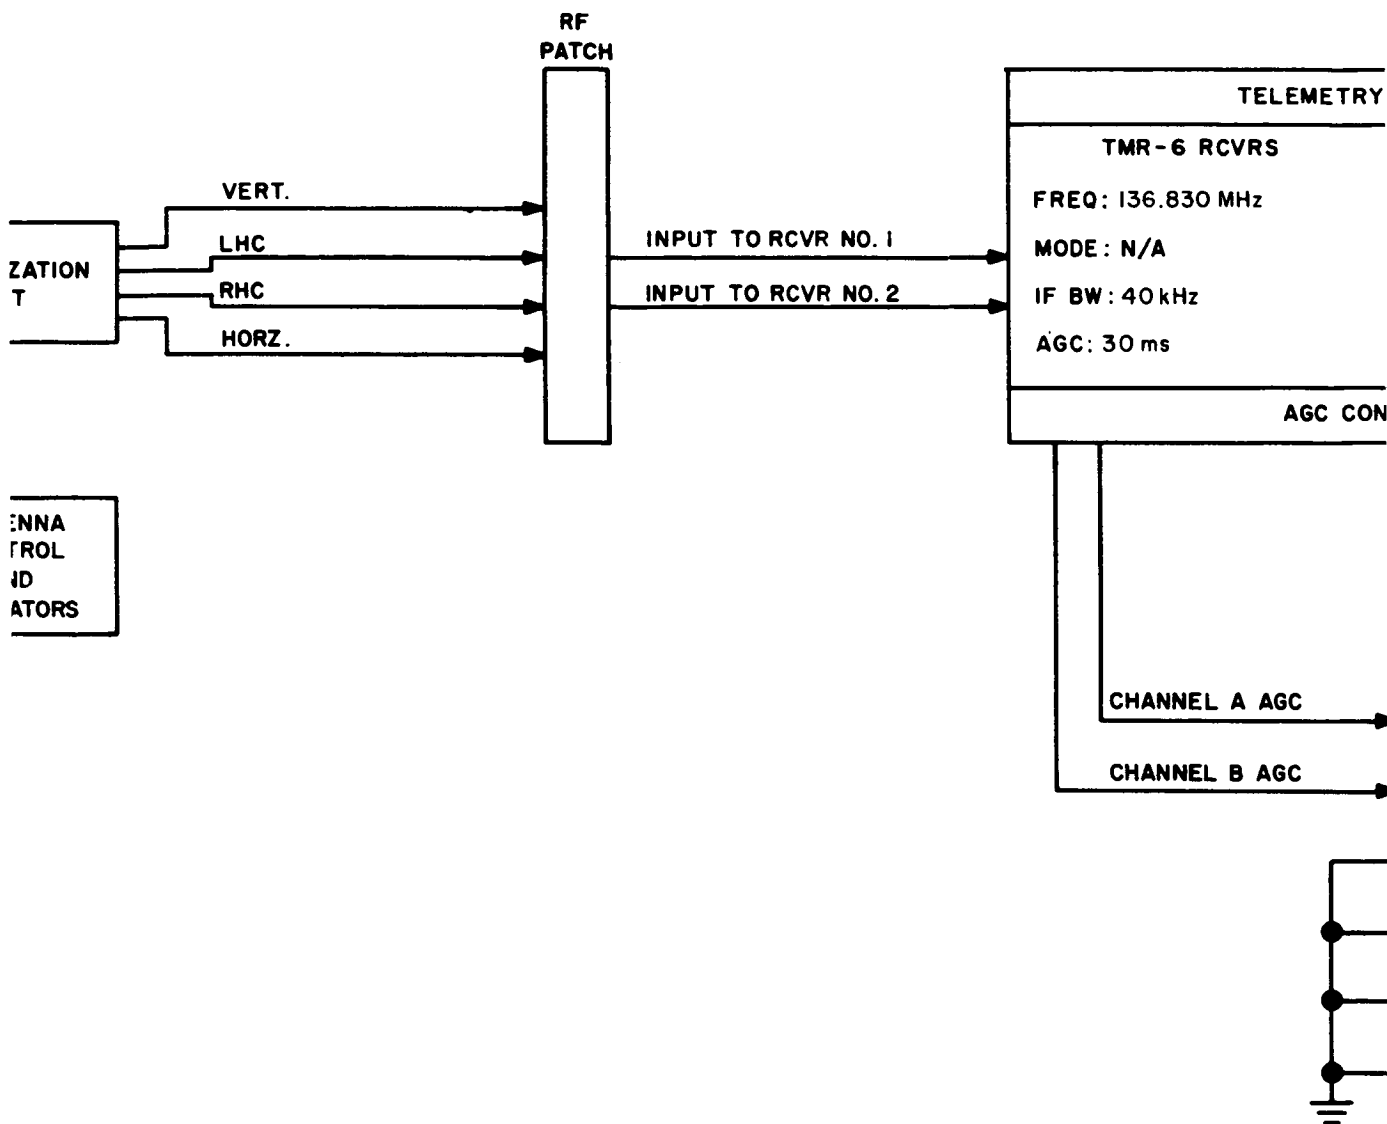 RF
PATCH
TELEMETRY
TMR-6 RCVRS
FREQ: 136.830 MHz
MODE: N/A
IF BW: 40 kHz
AGC: 30 ms
AGC CON
VERT.
LHC
RHC
HORZ.
INPUT TO RCVR NO. 1
INPUT TO RCVR NO. 2
ZATION
T
ENNA
TROL
ND
ATORS
CHANNEL A AGC
CHANNEL B AGC